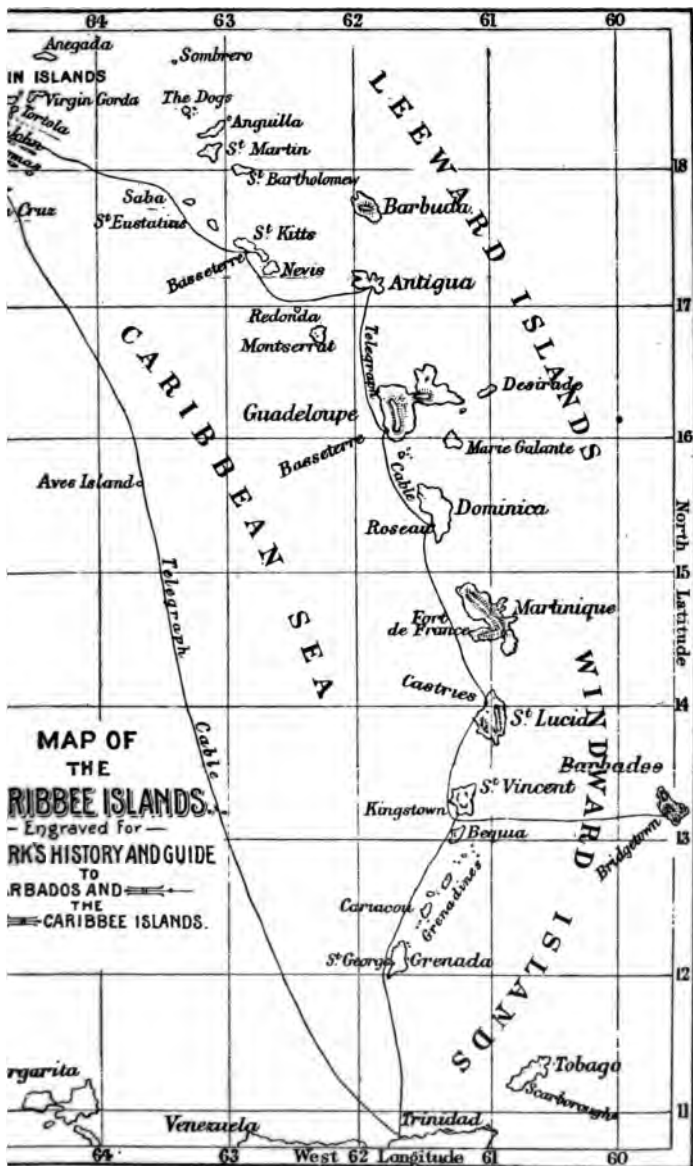 64 63 62 61 60
Anegada
Sombrero
IN ISLANDS
Virgin Gorda
The Dogs
Tortola
Anguilla
John
St. Martin
mas
18
St. Bartholomew
Saba
Barbuda
n Cruz
St. Eustatius
St. Kitts
Basseterre
Nevis
Antigua
LEEWARD ISLANDS
17
Redonda
Montserrat
Telegraph
Cable
Guadeloupe
Desirade
Basseterre
Marie Galante
16
CARIBBEAN SEA
Aves Island
Dominica
Roseau
North Latitude
15
Telegraph
Cable
Martinique
Fort
de France
Castries
14
St. Lucia
WINDWARD ISLANDS
MAP OF
THE
RIBBEE ISLANDS.
— Engraved for —
RK'S HISTORY AND GUIDE
TO
ARBADOS AND
THE
CARIBBEE ISLANDS.
St. Vincent
Barbados
Kingstown
13
Bequa
Bridgetown
Cariacou
Grenadines
St. George
Grenada
12
rgarita
Tobago
Scarborough
11
Venezuela
Trinidad
64 63 West 62 Longitude 61 60